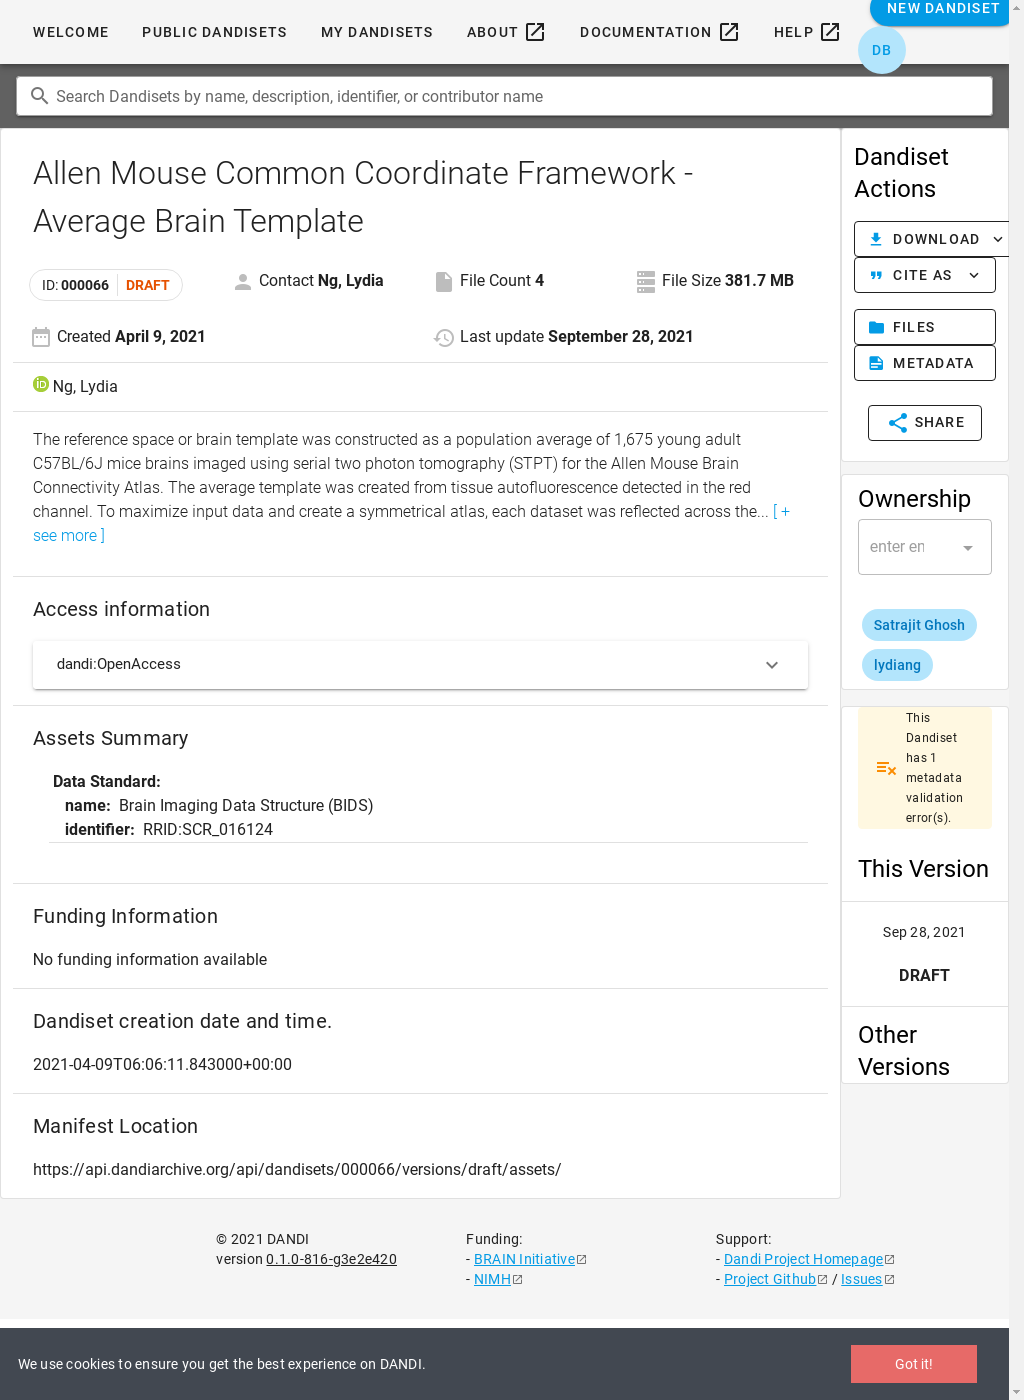 WELCOME PUBLIC DANDISETS MY DANDISETS ABOUT DOCUMENTATION HELP NEW DANDISET
DB
Search Dandisets by name, description, identifier, or contributor name
Allen Mouse Common Coordinate Framework -
Average Brain Template
ID: 000066 DRAFT Contact Ng, Lydia File Count 4 File Size 381.7 MB
Created April 9, 2021 Last update September 28, 2021
iD Ng, Lydia
The reference space or brain template was constructed as a population average of 1,675 young adult
C57BL/6J mice brains imaged using serial two photon tomography (STPT) for the Allen Mouse Brain
Connectivity Atlas. The average template was created from tissue autofluorescence detected in the red
channel. To maximize input data and create a symmetrical atlas, each dataset was reflected across the... [ +
see more ]
Access information
dandi:OpenAccess
Assets Summary
Data Standard:
name: Brain Imaging Data Structure (BIDS)
identifier: RRID:SCR_016124
Funding Information
No funding information available
Dandiset creation date and time.
2021-04-09T06:06:11.843000+00:00
Manifest Location
https://api.dandiarchive.org/api/dandisets/000066/versions/draft/assets/
Dandiset
Actions
DOWNLOAD
CITE AS
FILES
METADATA
SHARE
Ownership
enter en
Satrajit Ghosh
lydiang
This
Dandiset
has 1
metadata
validation
error(s).
This Version
Sep 28, 2021
DRAFT
Other
Versions
© 2021 DANDI
version 0.1.0-816-g3e2e420
Funding:
- BRAIN Initiative
- NIMH
Support:
- Dandi Project Homepage
- Project Github / Issues
We use cookies to ensure you get the best experience on DANDI.
Got it!